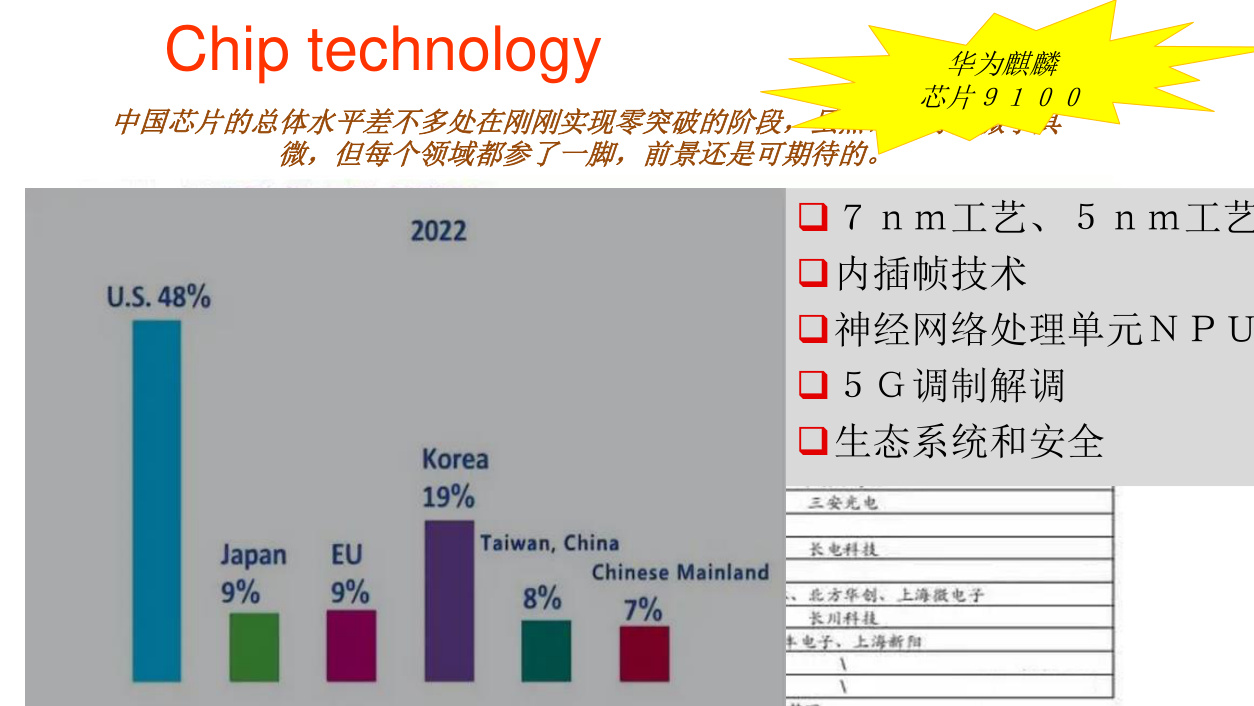 Chip technology
华为麒麟
芯片９１００
中国芯片的总体水平差不多处在刚刚实现零突破的阶段，虽然
微，但每个领域都参了一脚，前景还是可期待的。
2022
U.S. 48%
Korea
19%
Japan
9%
EU
9%
Taiwan, China
8%
Chinese Mainland
7%
７ｎｍ工艺、５ｎｍ工艺
内插帧技术
神经网络处理单元ＮＰＵ
５Ｇ调制解调
生态系统和安全
三安光电
长电科技
、北方华创、上海微电子
长川科技
丰电子、上海新阳
\
\